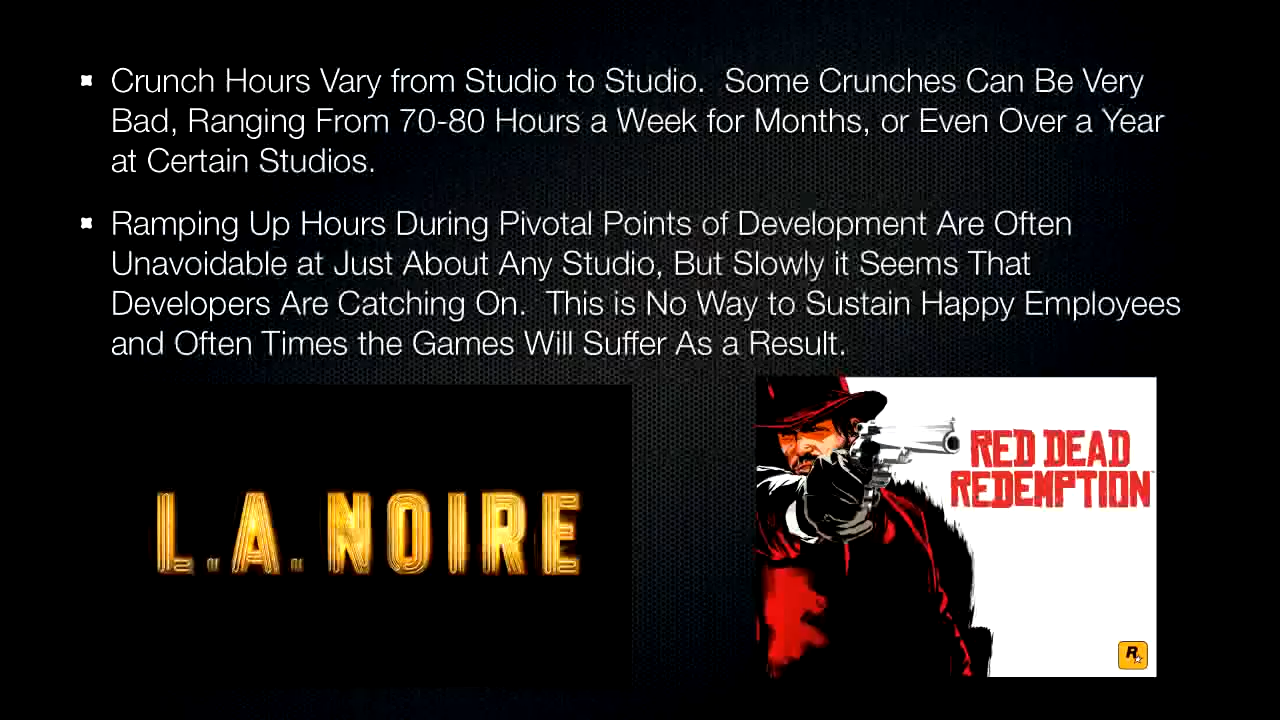 Crunch Hours Vary from Studio to Studio.  Some Crunches Can Be Very
Bad, Ranging From 70-80 Hours a Week for Months, or Even Over a Year
at Certain Studios.
Ramping Up Hours During Pivotal Points of Development Are Often
Unavoidable at Just About Any Studio, But Slowly it Seems That
Developers Are Catching On.  This is No Way to Sustain Happy Employees
and Often Times the Games Will Suffer As a Result.
L.A. NOIRE
RED DEAD
REDEMPTION
R